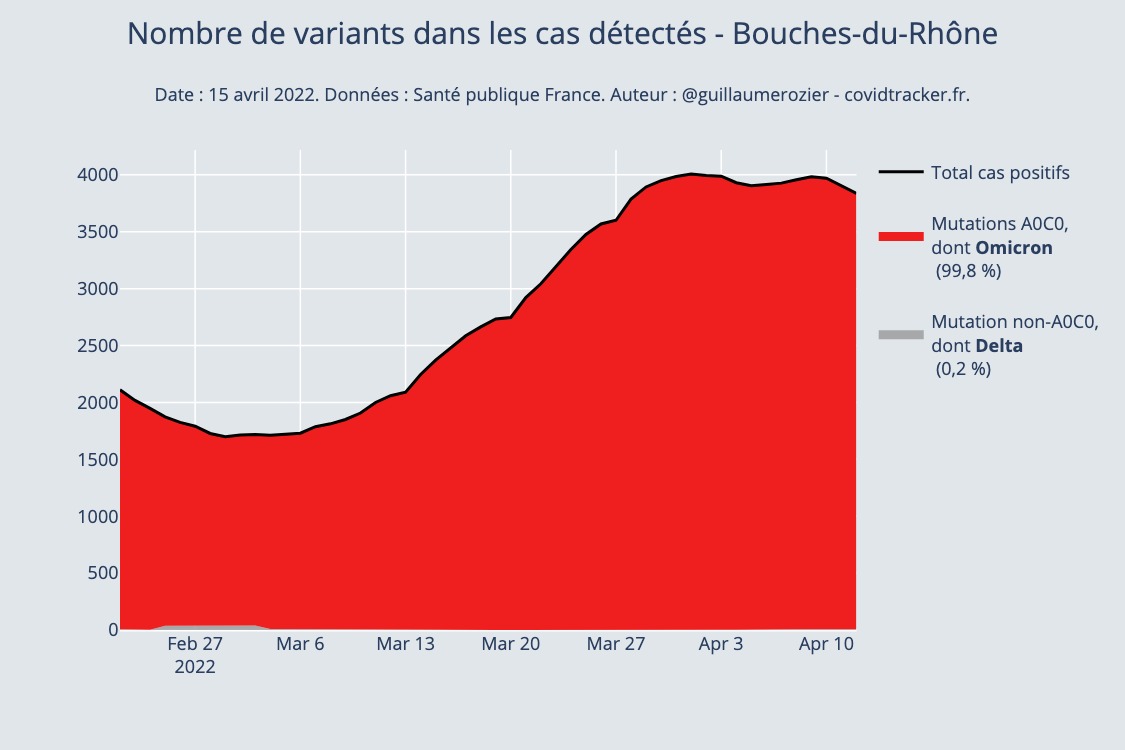 Nombre de variants dans les cas détectés - Bouches-du-Rhône
Date : 15 avril 2022. Données : Santé publique France. Auteur : @guillaumerozier - covidtracker.fr.
4000
3500
3000
2500
2000
1500
1000
500
0
Feb 27
2022
Mar 6
Mar 13
Mar 20
Mar 27
Apr 3
Apr 10
Total cas positifs
Mutations A0C0,
dont Omicron
(99,8 %)
Mutation non-A0C0,
dont Delta
(0,2 %)